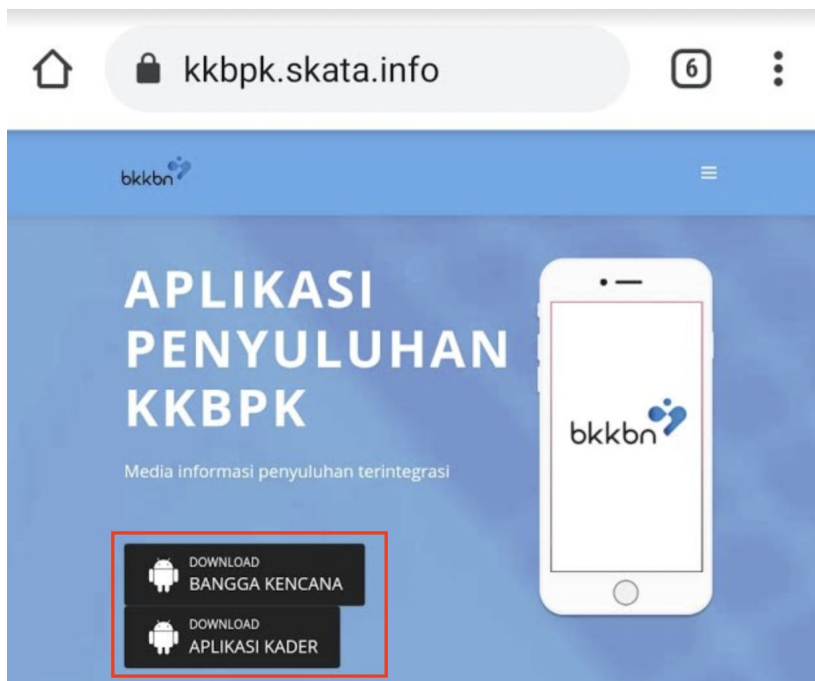 kkbpk.skata.info
6
bkkbn
APLIKASI
PENYULUHAN
KKBPK
bkkbn
Media informasi penyuluhan terintegrasi
DOWNLOAD
BANGGA KENCANA
DOWNLOAD
APLIKASI KADER